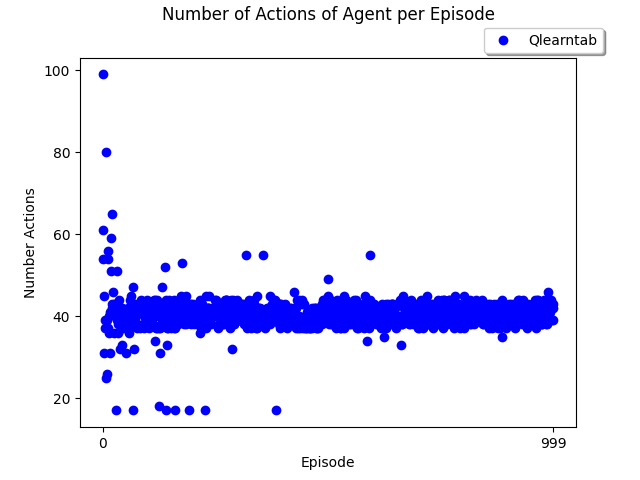 Number of Actions of Agent per Episode
Qlearntab
100
80
60
40
20
Number Actions
0 999
Episode